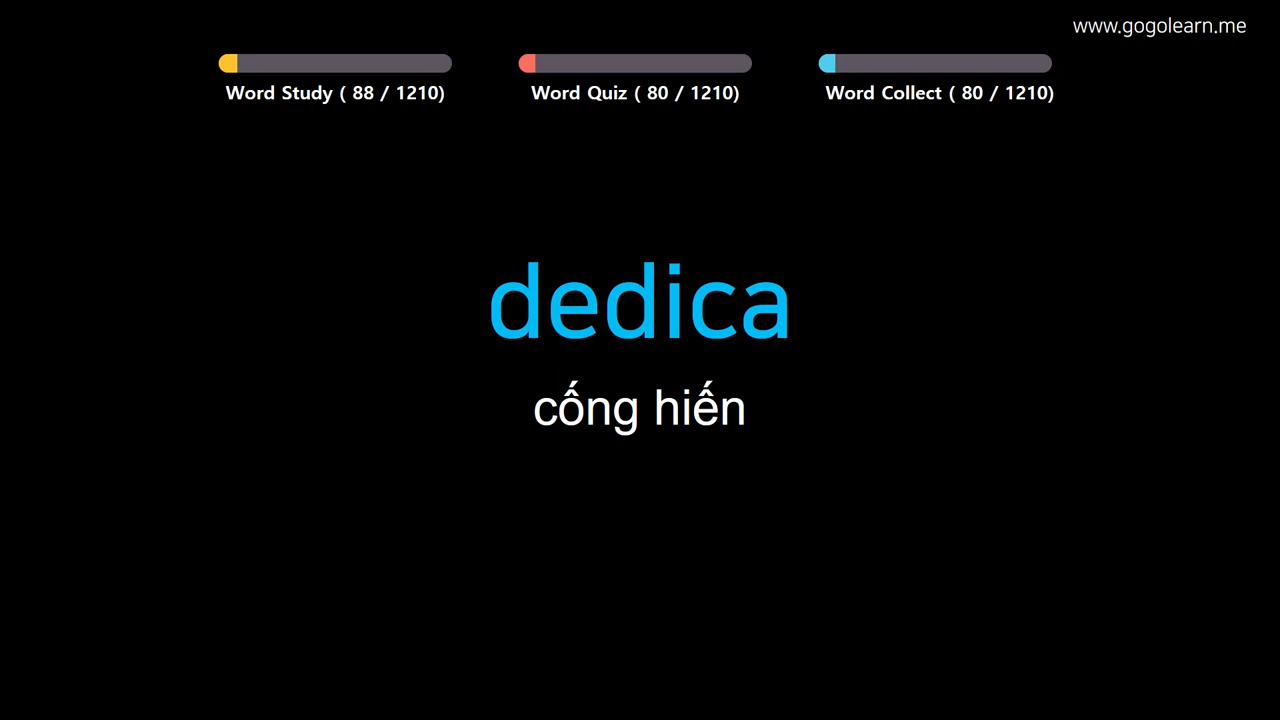 www.gogolearn.me
Word Study ( 88 / 1210)
Word Quiz ( 80 / 1210)
Word Collect ( 80 / 1210)
dedica
cống hiến